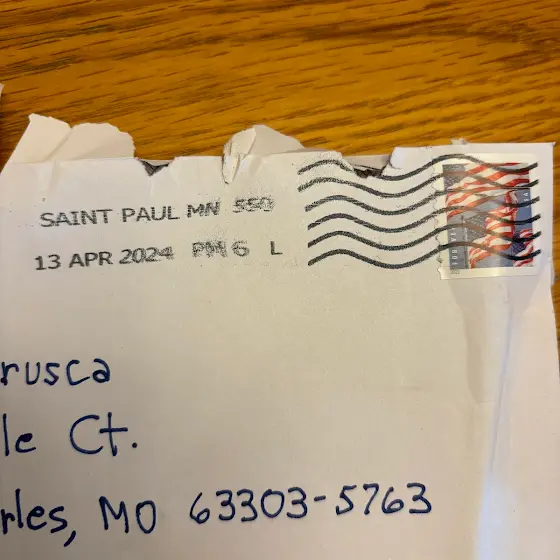 SAINT PAUL MN 550
13 APR 2024 PM 6 L
rusca
le Ct.
rles, MO 63303-5763